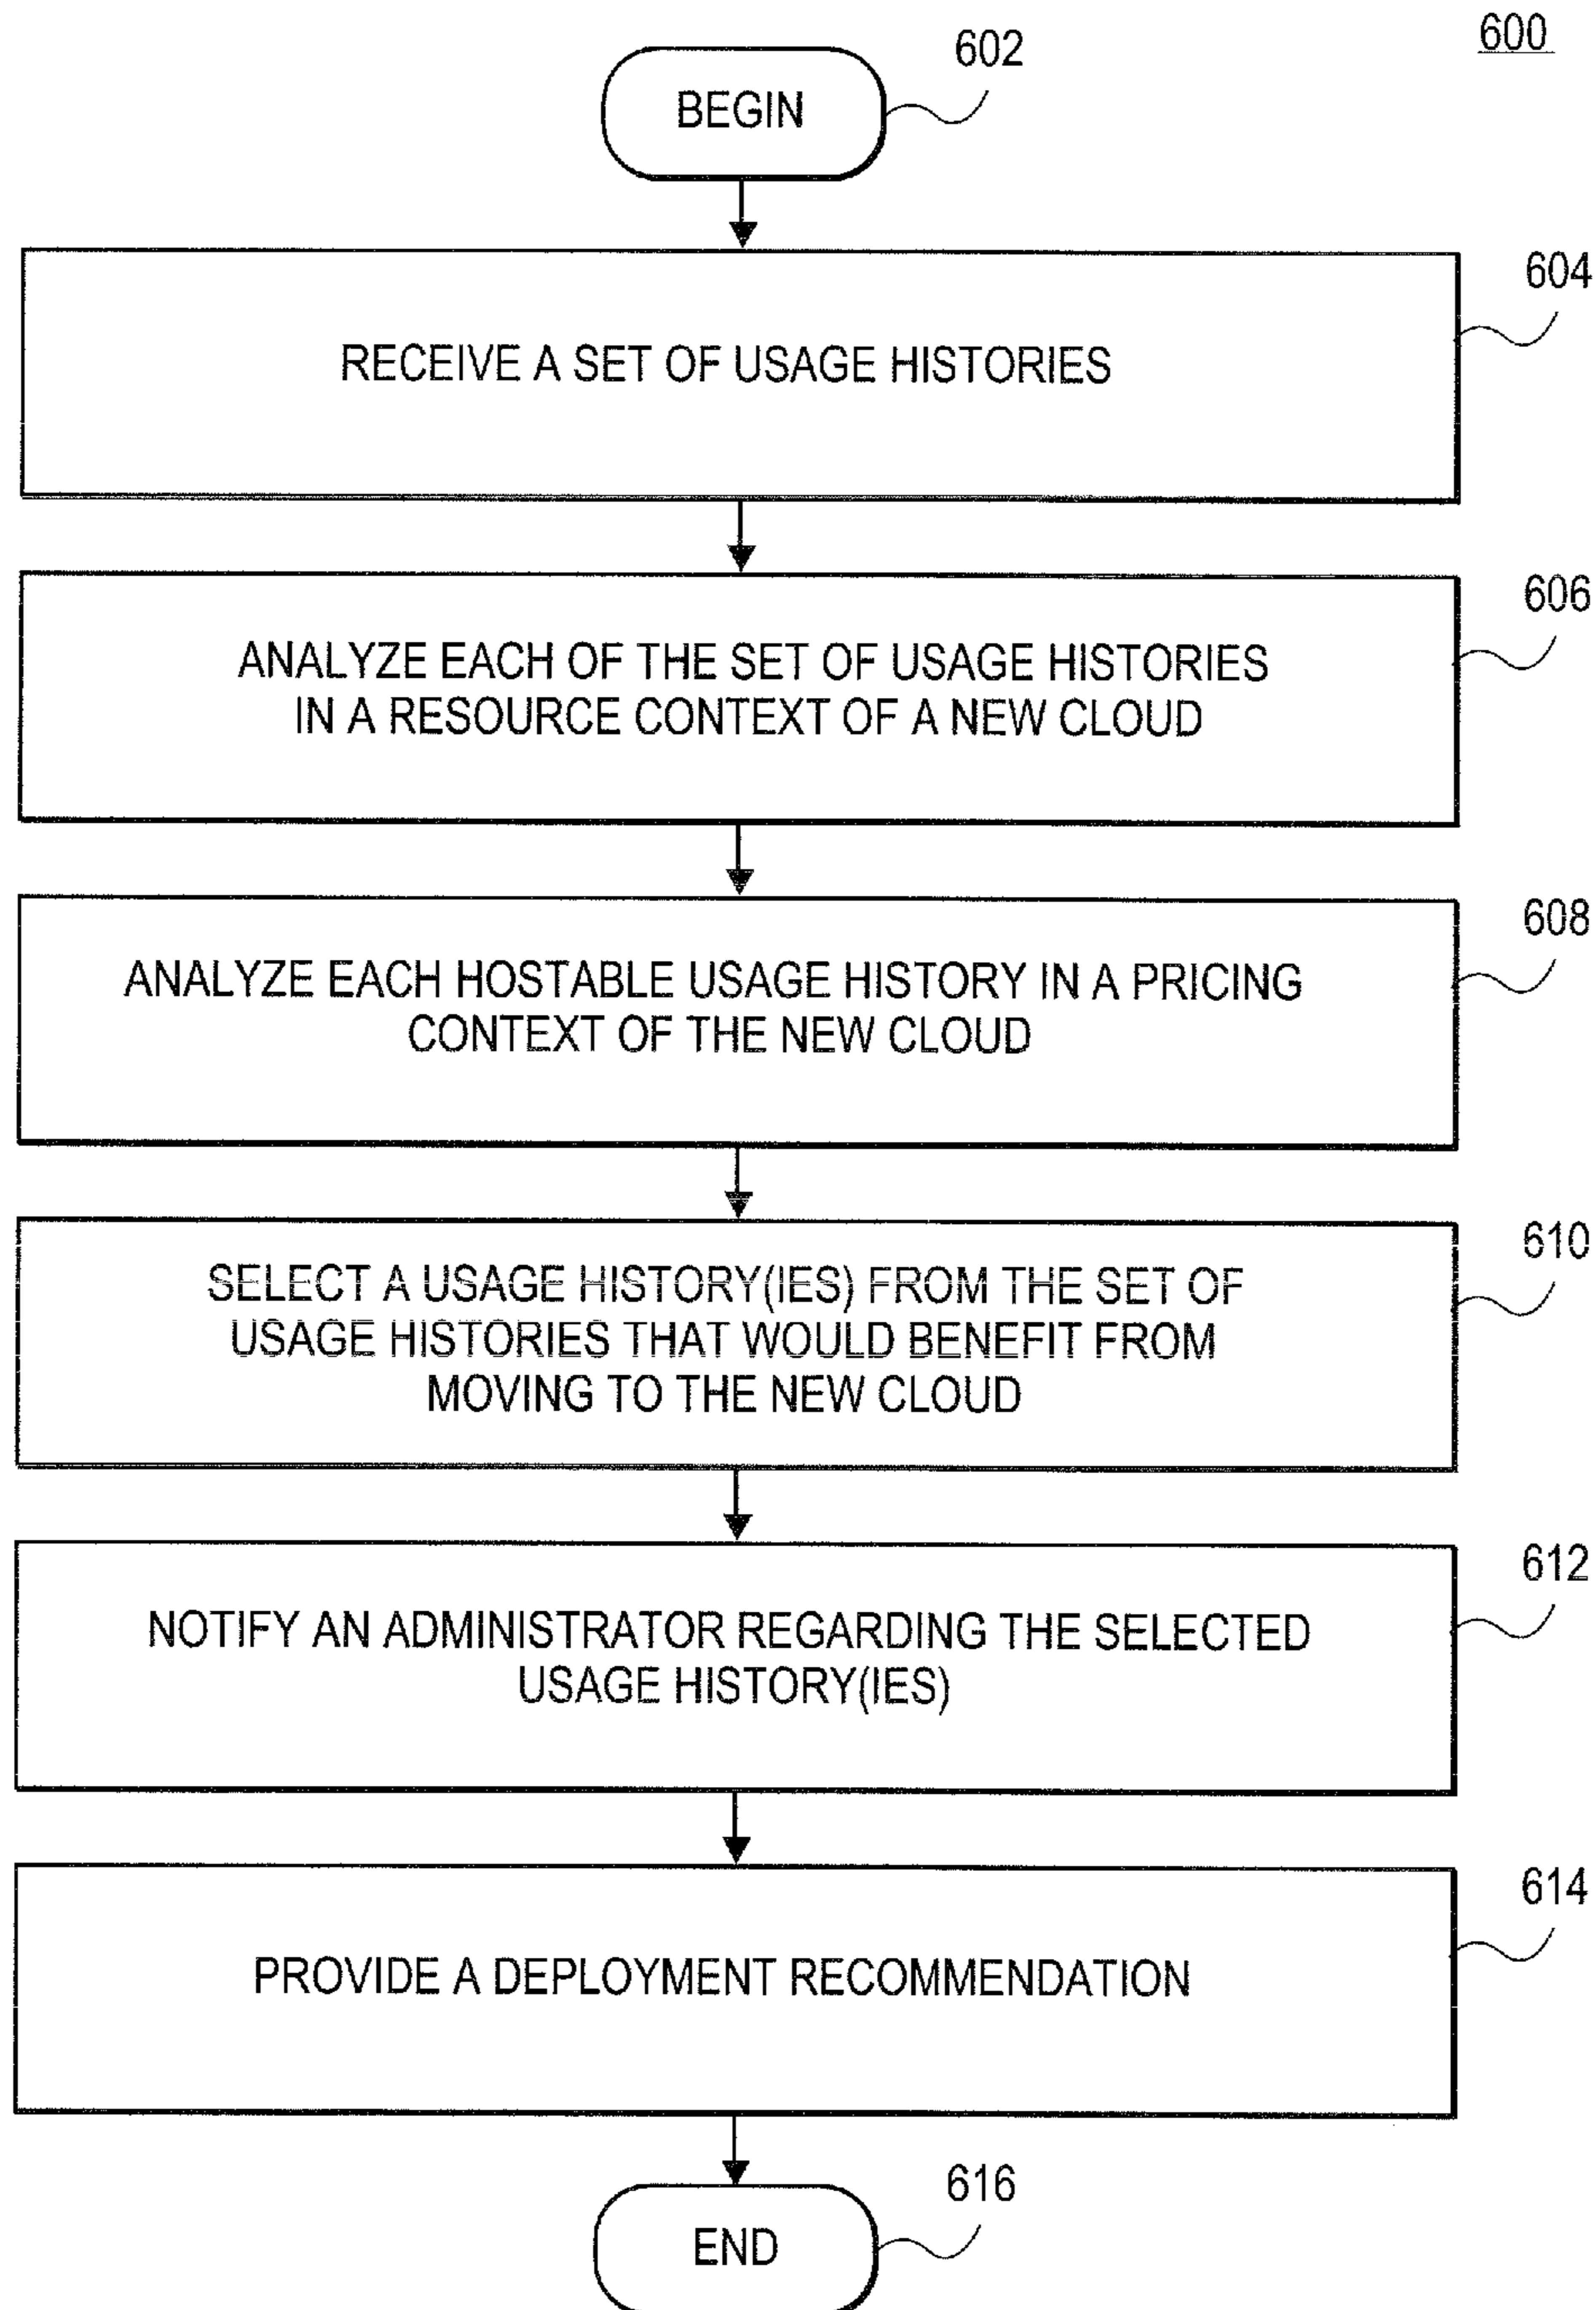 600
602
BEGIN
604
RECEIVE A SET OF USAGE HISTORIES
606
ANALYZE EACH OF THE SET OF USAGE HISTORIES
IN A RESOURCE CONTEXT OF A NEW CLOUD
608
ANALYZE EACH HOSTABLE USAGE HISTORY IN A PRICING
CONTEXT OF THE NEW CLOUD
610
SELECT A USAGE HISTORY(IES) FROM THE SET OF
USAGE HISTORIES THAT WOULD BENEFIT FROM
MOVING TO THE NEW CLOUD
612
NOTIFY AN ADMINISTRATOR REGARDING THE SELECTED
USAGE HISTORY(IES)
614
PROVIDE A DEPLOYMENT RECOMMENDATION
616
END